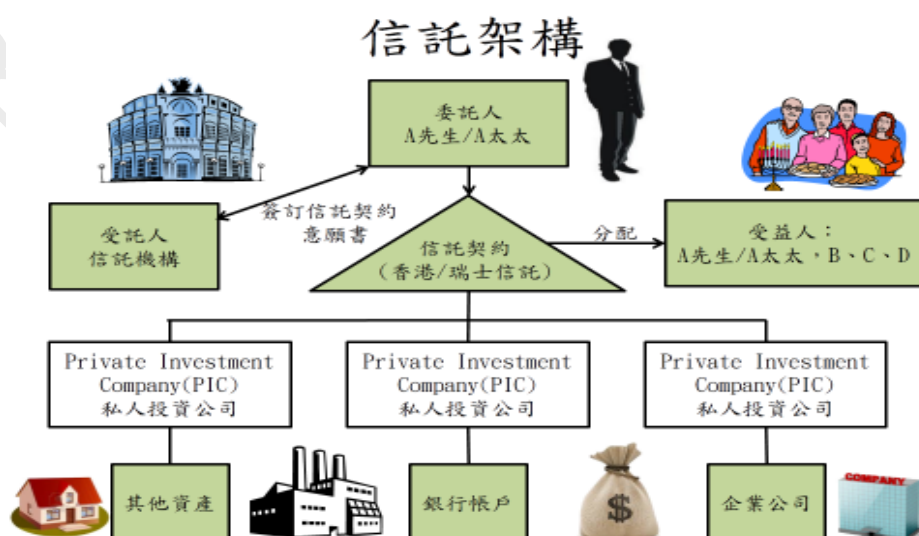 信託架構
委託人
A先生/A太太
簽訂信託契約
意願書
受託人
信託機構
信託契約
(香港/瑞士信託)
分配
受益人：
A先生/A太太，B、C、D
Private Investment
Company(PIC)
私人投資公司
Private Investment
Company(PIC)
私人投資公司
Private Investment
Company(PIC)
私人投資公司
其他資產
銀行帳戶
$
企業公司
COMPANY